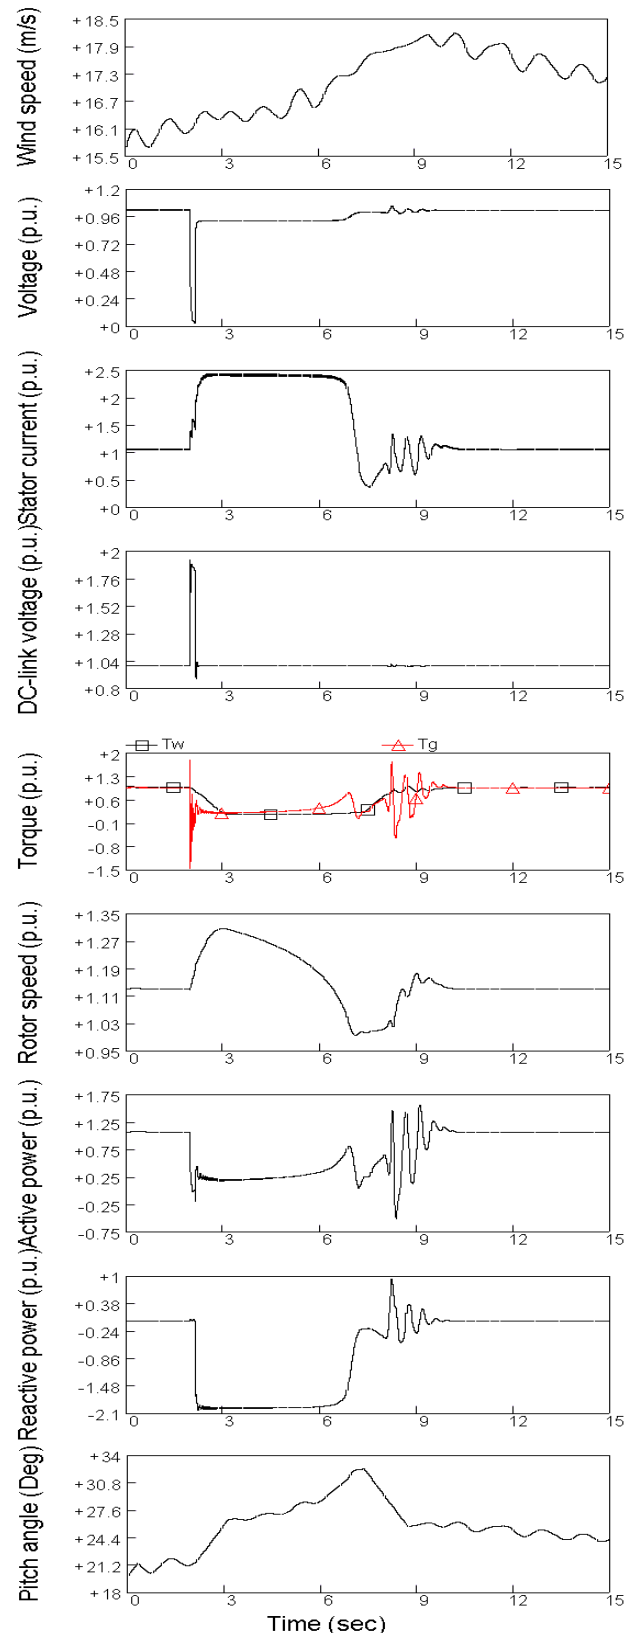 Wind speed (m/s)
+18.5
+17.9
+17.3
+16.7
+16.1
+15.5
0 3 6 9 12 15
Voltage (p.u.)
+1.2
+0.96
+0.72
+0.48
+0.24
+0
0 3 6 9 12 15
Stator current (p.u.)
+2.5
+2
+1.5
+1
+0.5
+0
0 3 6 9 12 15
DC-link voltage (p.u.)
+2
+1.76
+1.52
+1.28
+1.04
+0.8
0 3 6 9 12 15
Torque (p.u.)
Tw Tg
+2
+1.3
+0.6
-0.1
-0.8
-1.5
0 3 6 9 12 15
Rotor speed (p.u.)
+1.35
+1.27
+1.19
+1.11
+1.03
+0.95
0 3 6 9 12 15
Active power (p.u.)
+1.75
+1.25
+0.75
+0.25
-0.25
-0.75
0 3 6 9 12 15
Reactive power (p.u.)
+1
+0.38
-0.24
-0.86
-1.48
-2.1
0 3 6 9 12 15
Pitch angle (Deg)
+34
+30.8
+27.6
+24.4
+21.2
+18
0 3 6 9 12 15
Time (sec)